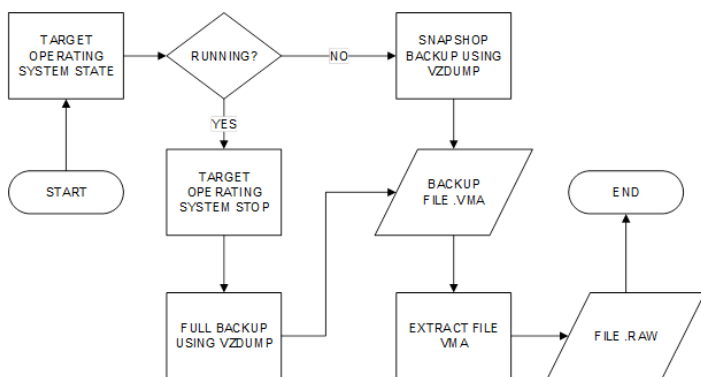 TARGET
OPERATING
SYSTEM STATE
RUNNING?
NO
SNAPSHOP
BACKUP USING
VZDUMP
YES
START
TARGET
OPERATING
SYSTEM STOP
BACKUP
FILE .VMA
END
FULL BACKUP
USING VZDUMP
EXTRACT FILE
VMA
FILE .RAW